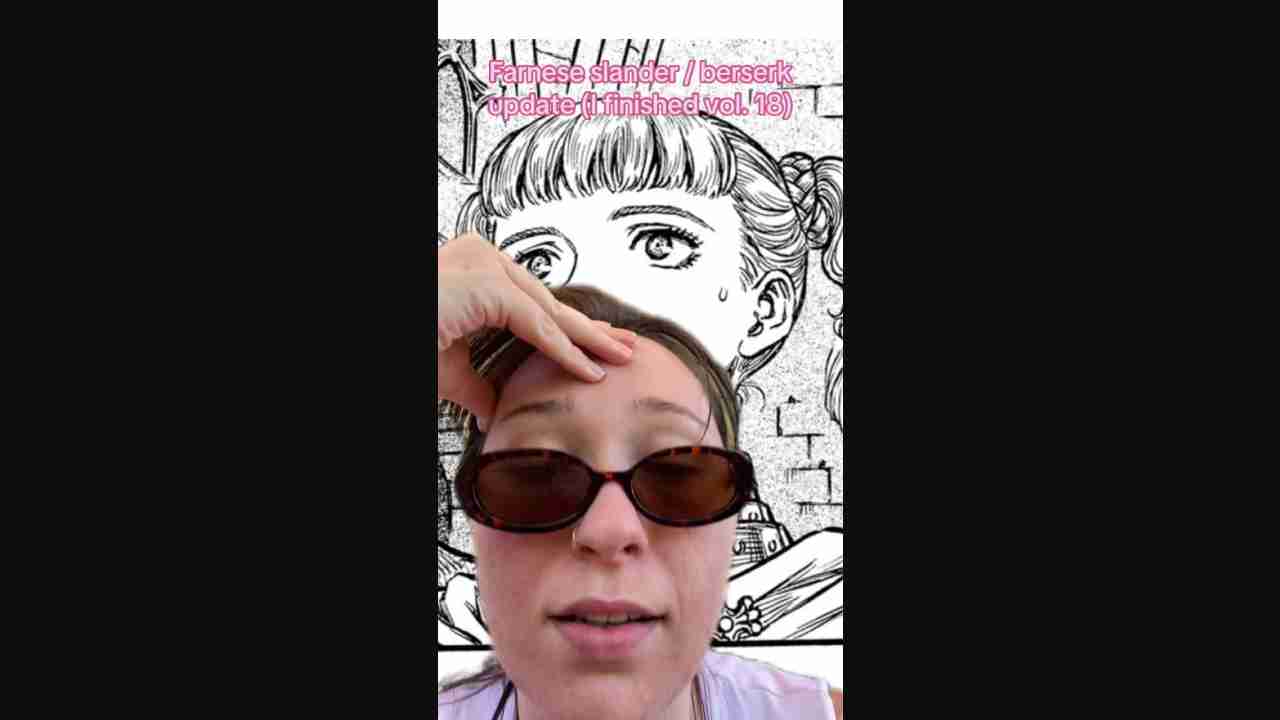 Farnese slander / berserk
update (I finished vol. 18)